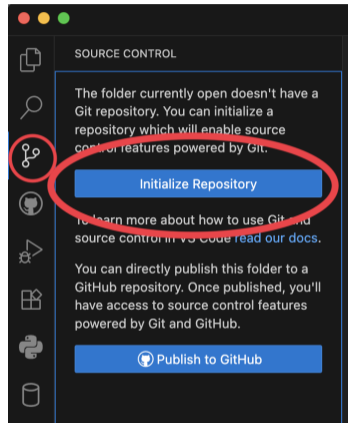 SOURCE CONTROL
The folder currently open doesn't have a
Git repository. You can initialize a
repository which will enable source
control features powered by Git.
Initialize Repository
To learn more about how to use Git and
source control in VS Code read our docs.
You can directly publish this folder to a
GitHub repository. Once published, you'll
have access to source control features
powered by Git and GitHub.
Publish to GitHub